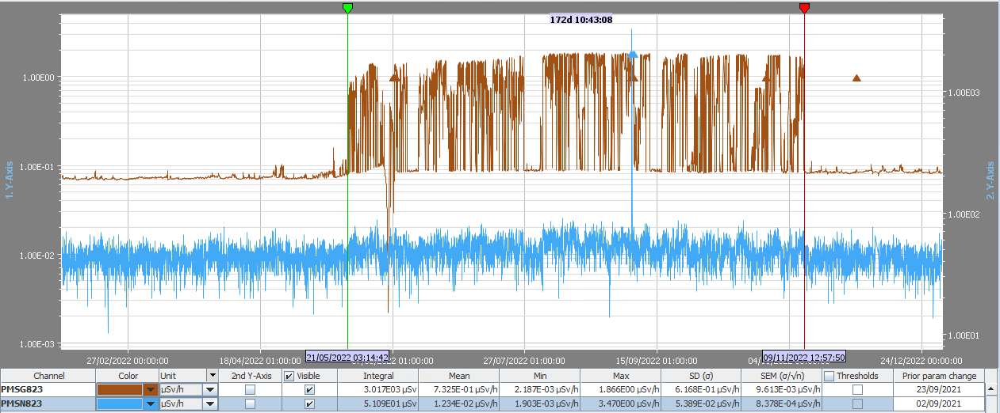 172d 10:43:08
1.00E00
1.00E03
1.00E-01
1. Y-Axis
2. Y-Axis
1.00E02
1.00E-02
1.00E-03
1.00E01
27/02/2022 00:00:00 18/04/2022 01:00:00 21/05/2022 03:14:42 01:00:00 27/07/2022 01:00:00 15/09/2022 01:00:00 09/11/2022 12:57:50 24/12/2022 00:00:00
Channel Color Unit 2nd Y-Axis Visible Integral Mean Min Max SD (σ) SEM (σ/√n) Thresholds Prior param change
PMSG823 µSv/h 3.017E03 µSv 7.325E-01 µSv/h 2.187E-03 µSv/h 1.866E00 µSv/h 6.168E-01 µSv/h 9.613E-03 µSv/h 23/09/2021
PMSN823 µSv/h 5.109E01 µSv 1.234E-02 µSv/h 1.903E-03 µSv/h 3.470E00 µSv/h 5.389E-02 µSv/h 8.378E-04 µSv/h 02/09/2021